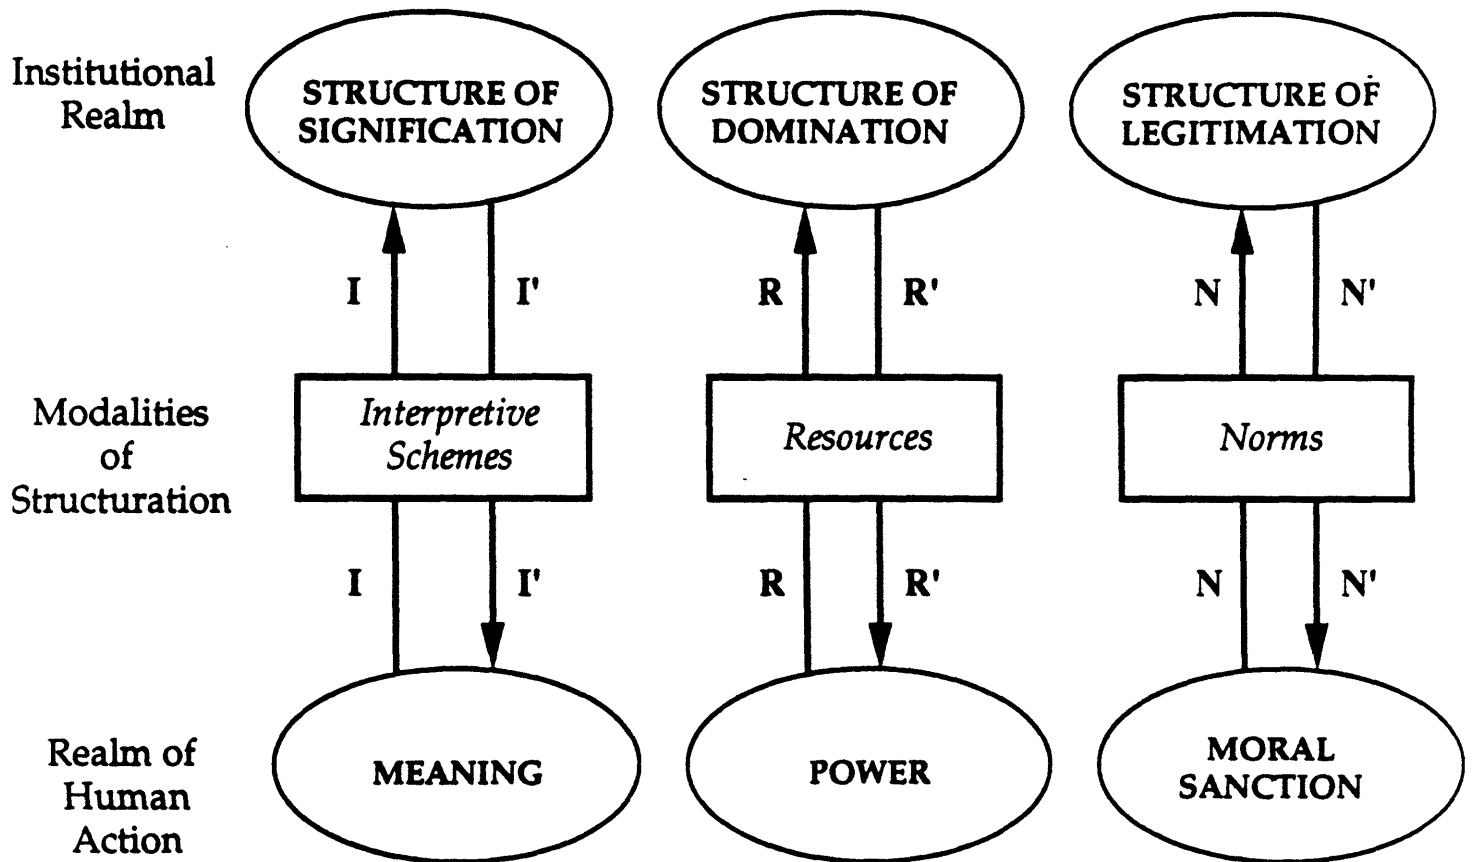 Institutional
Realm
STRUCTURE OF
SIGNIFICATION
STRUCTURE OF
DOMINATION
STRUCTURE OF
LEGITIMATION
I
I'
R
R'
N
N'
Modalities
of
Structuration
Interpretive
Schemes
Resources
Norms
I
I'
R
R'
N
N'
Realm of
Human
Action
MEANING
POWER
MORAL
SANCTION